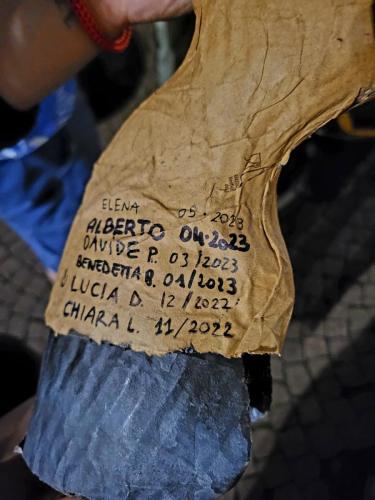 ELENA 05·2023
ALBERTO 04·2023
DAVIDE P. 03/2023
BENEDETTA B. 01/2023
LUCIA D. 12/2022
CHIARA L. 11/2022